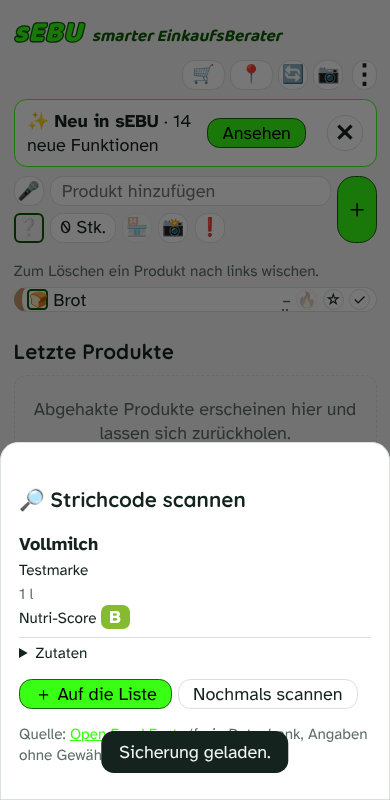 sEBU smarter EinkaufsBerater
✨ Neu in sEBU · 14
neue Funktionen
Ansehen
Produkt hinzufügen
+
0 Stk.
Zum Löschen ein Produkt nach links wischen.
Brot
Letzte Produkte
Abgehakte Produkte erscheinen hier und
lassen sich zurückholen.
🔎 Strichcode scannen
Vollmilch
Testmarke
1 l
Nutri-Score B
▶ Zutaten
＋ Auf die Liste
Nochmals scannen
Quelle: Open Angaben
ohne
Sicherung geladen.